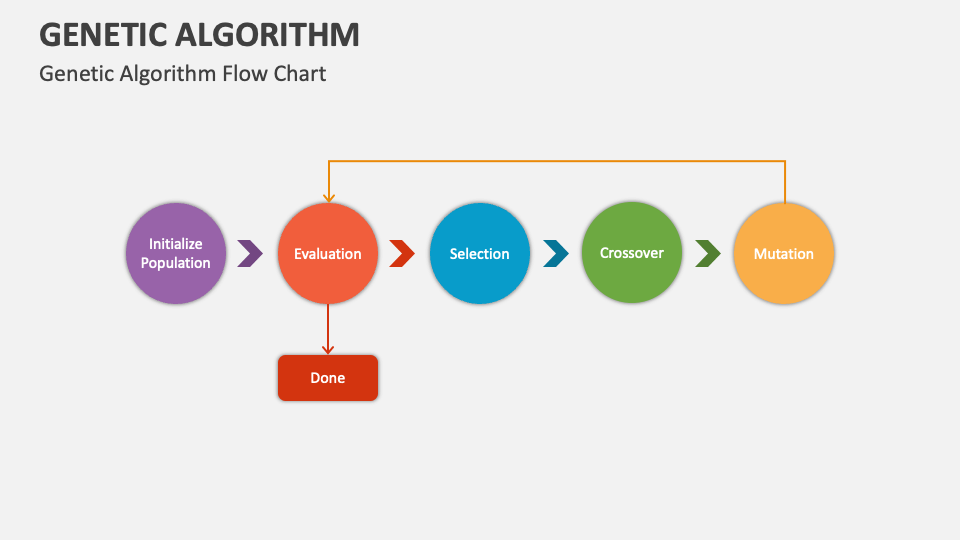 GENETIC ALGORITHM
Genetic Algorithm Flow Chart
Initialize
Population
Evaluation
Selection
Crossover
Mutation
Done